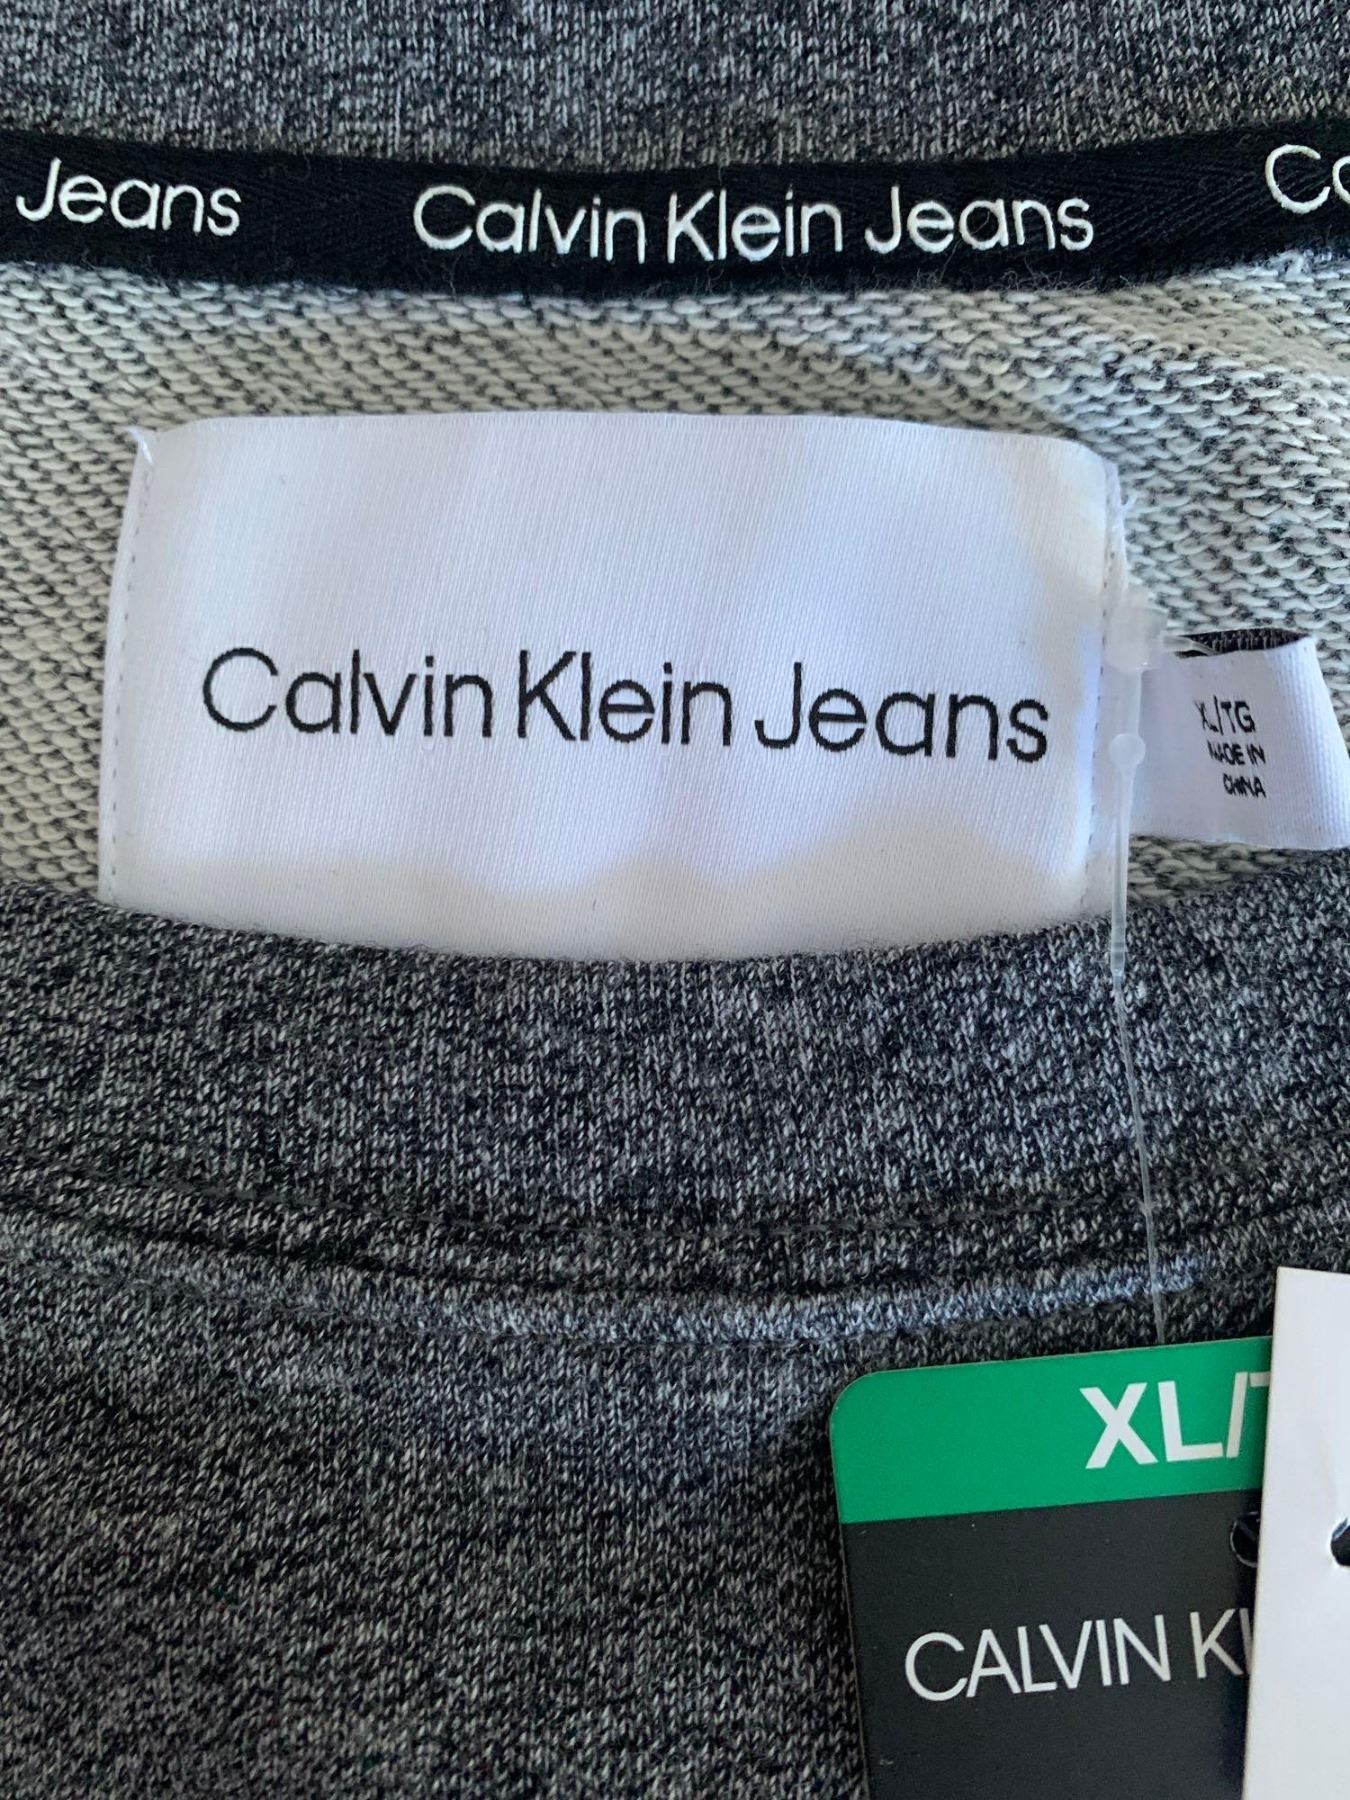 Jeans
Calvin Klein Jeans
Calvin Klein Jeans
XL/TG
MADE IN
CHINA
XL/
CALVIN